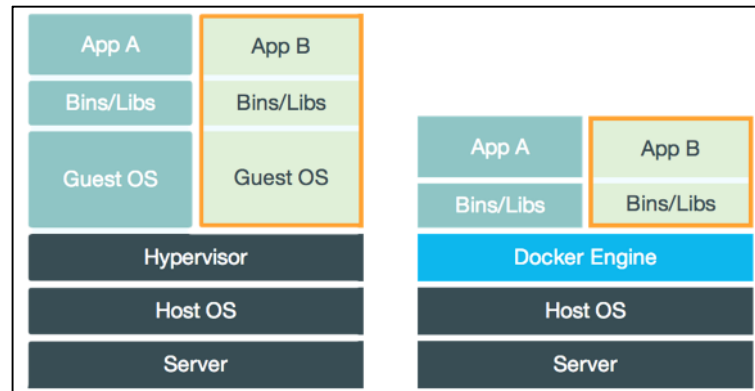 App A
App B
Bins/Libs
Bins/Libs
Guest OS
Guest OS
Hypervisor
Host OS
Server
App A
App B
Bins/Libs
Bins/Libs
Docker Engine
Host OS
Server